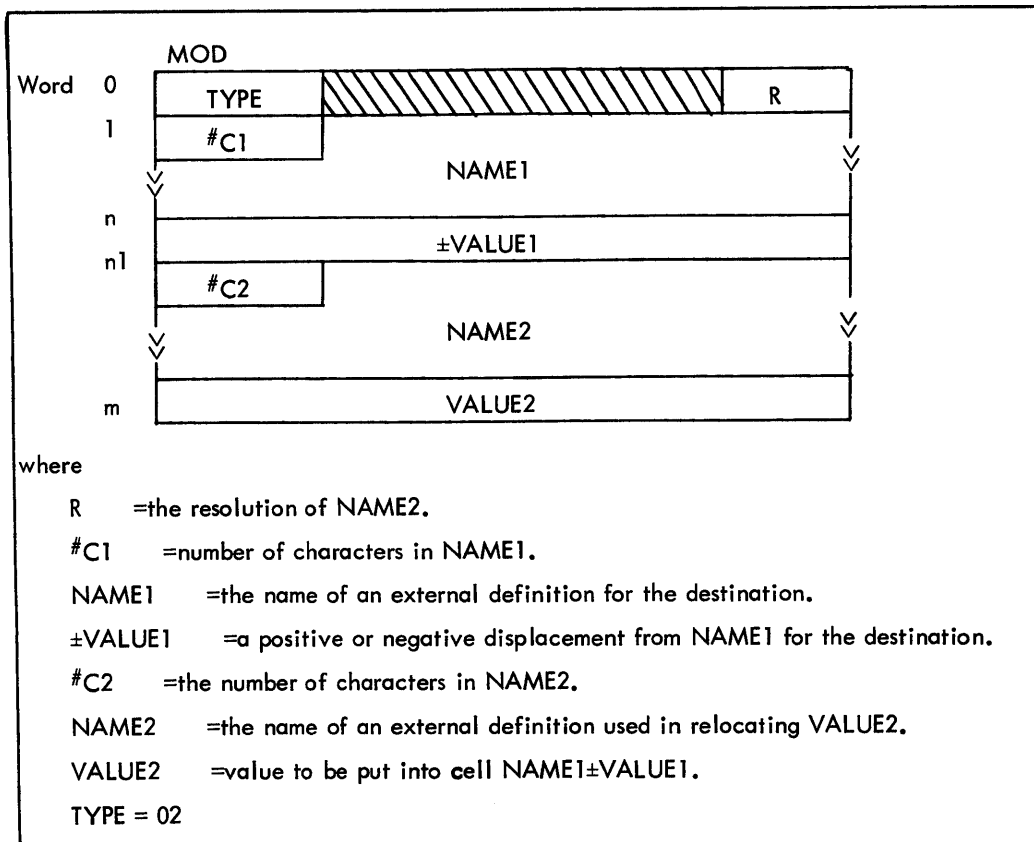 MOD
Word 0 TYPE R
1 #C1
NAME1
n
±VALUE1
n1
#C2
NAME2
m VALUE2
where
R =the resolution of NAME2.
#C1 =number of characters in NAME1.
NAME1 =the name of an external definition for the destination.
±VALUE1 =a positive or negative displacement from NAME1 for the destination.
#C2 =the number of characters in NAME2.
NAME2 =the name of an external definition used in relocating VALUE2.
VALUE2 =value to be put into cell NAME1±VALUE1.
TYPE = 02